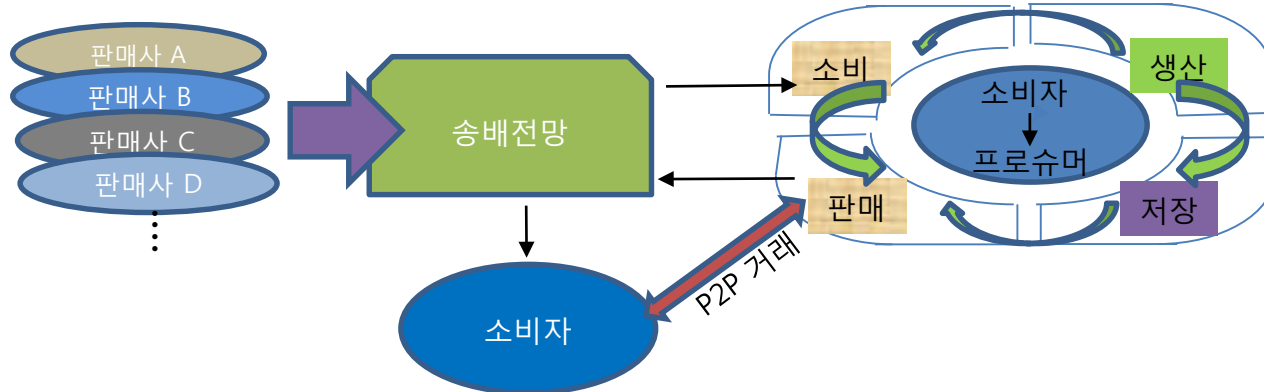 판매사 A
판매사 B
판매사 C
판매사 D
송배전망
소비자
P2P 거래
소비
생산
소비자
프로슈머
판매
저장